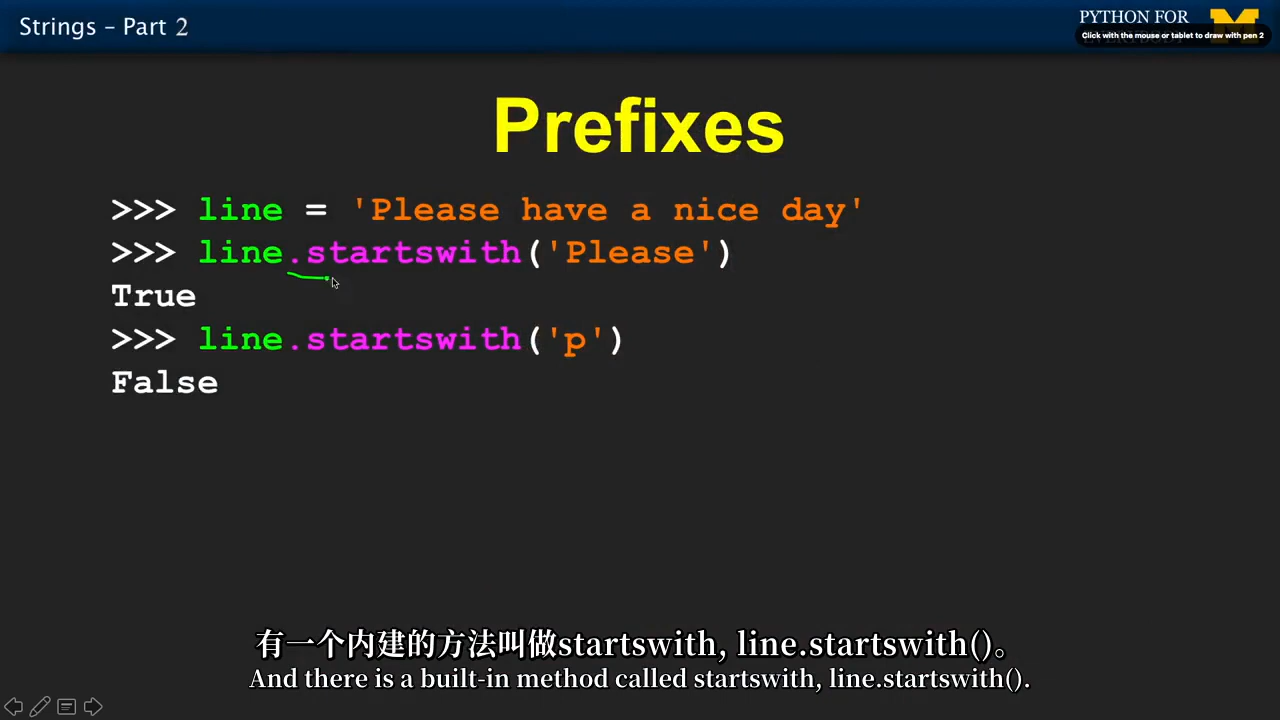 Strings – Part 2
PYTHON FOR
Click with the mouse or tablet to draw with pen 2
Prefixes
>>> line = 'Please have a nice day'
>>> line.startswith('Please')
True
>>> line.startswith('p')
False
有一个内建的方法叫做startswith, line.startswith()。
And there is a built-in method called startswith, line.startswith().